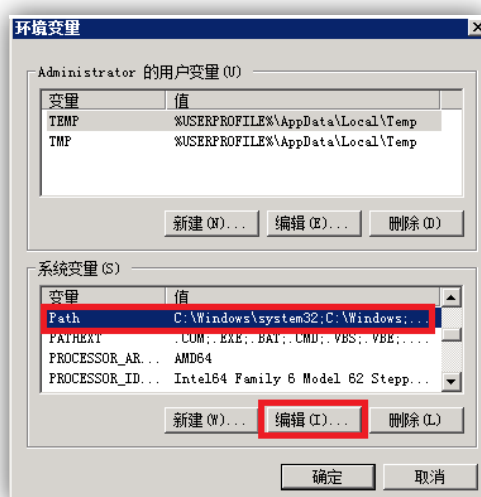 环境变量
Administrator 的用户变量(U)
变量 值
TEMP %USERPROFILE%\AppData\Local\Temp
TMP %USERPROFILE%\AppData\Local\Temp
新建(N)... 编辑(E)... 删除(D)
系统变量(S)
变量 值
Path C:\Windows\system32;C:\Windows;...
PATHEXT .COM;.EXE;.BAT;.CMD;.VBS;.VBE;....
PROCESSOR_AR... AMD64
PROCESSOR_ID... Intel64 Family 6 Model 62 Stepp...
新建(W)... 编辑(I)... 删除(L)
确定 取消